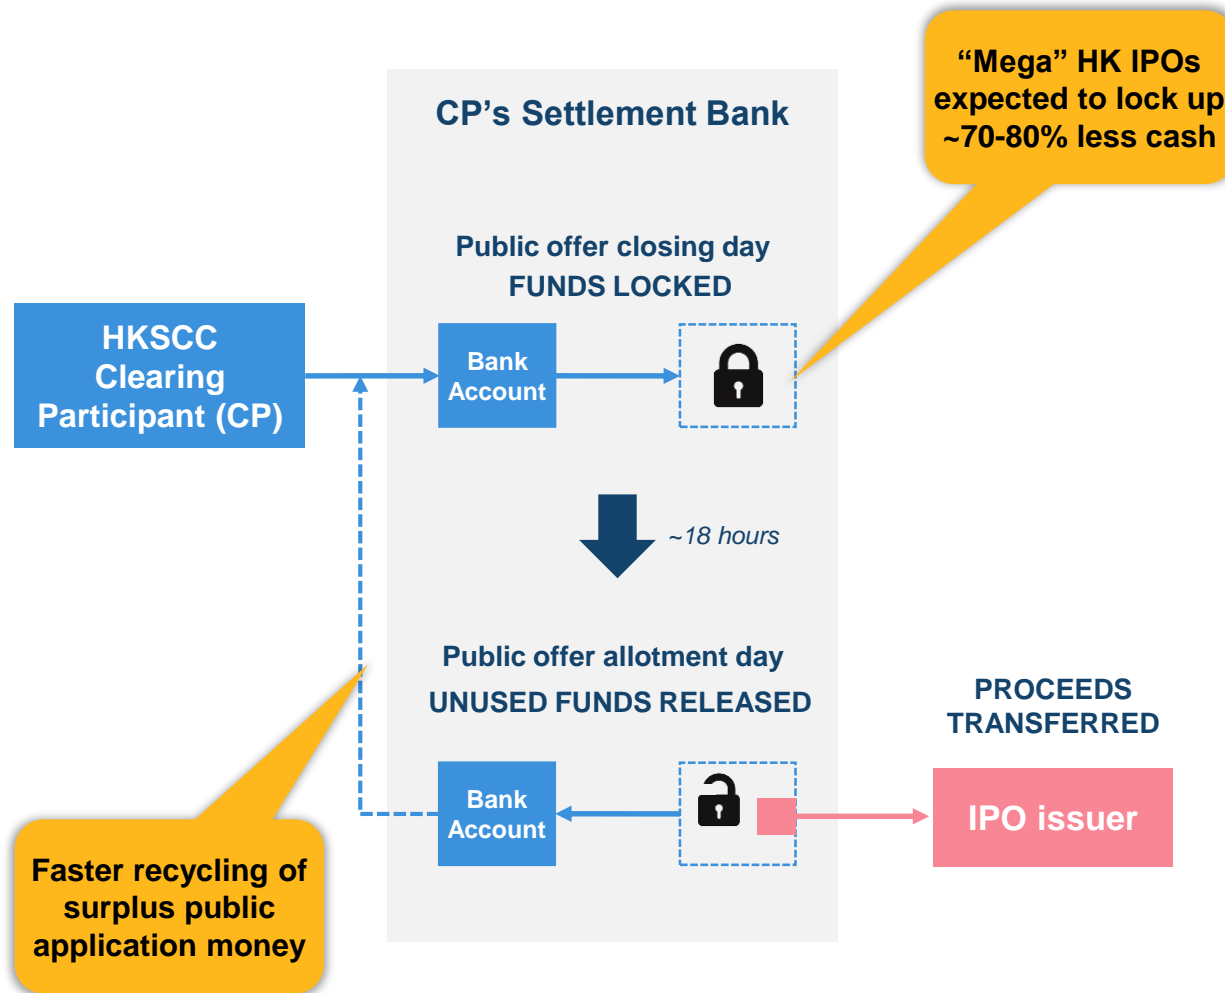 “Mega” HK IPOs
expected to lock up
~70-80% less cash
CP’s Settlement Bank
Public offer closing day
FUNDS LOCKED
HKSCC
Clearing
Participant (CP)
Bank
Account
~18 hours
Public offer allotment day
UNUSED FUNDS RELEASED
PROCEEDS
TRANSFERRED
Bank
Account
IPO issuer
Faster recycling of
surplus public
application money